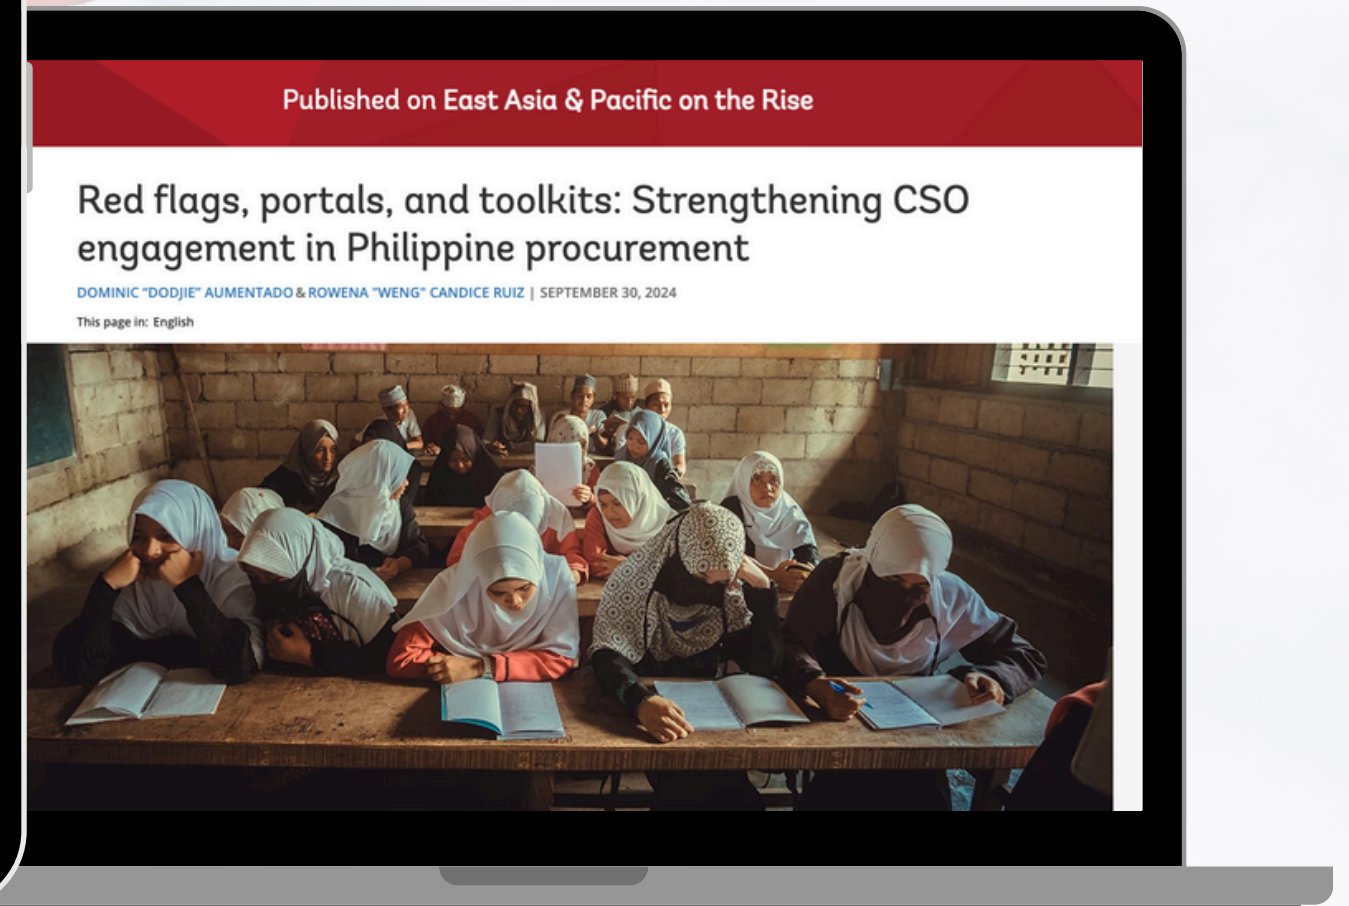 Published on East Asia & Pacific on the Rise
Red flags, portals, and toolkits: Strengthening CSO
engagement in Philippine procurement
DOMINIC "DODJIE" AUMENTADO & ROWENA "WENG" CANDICE RUIZ | SEPTEMBER 30, 2024
This page in: English